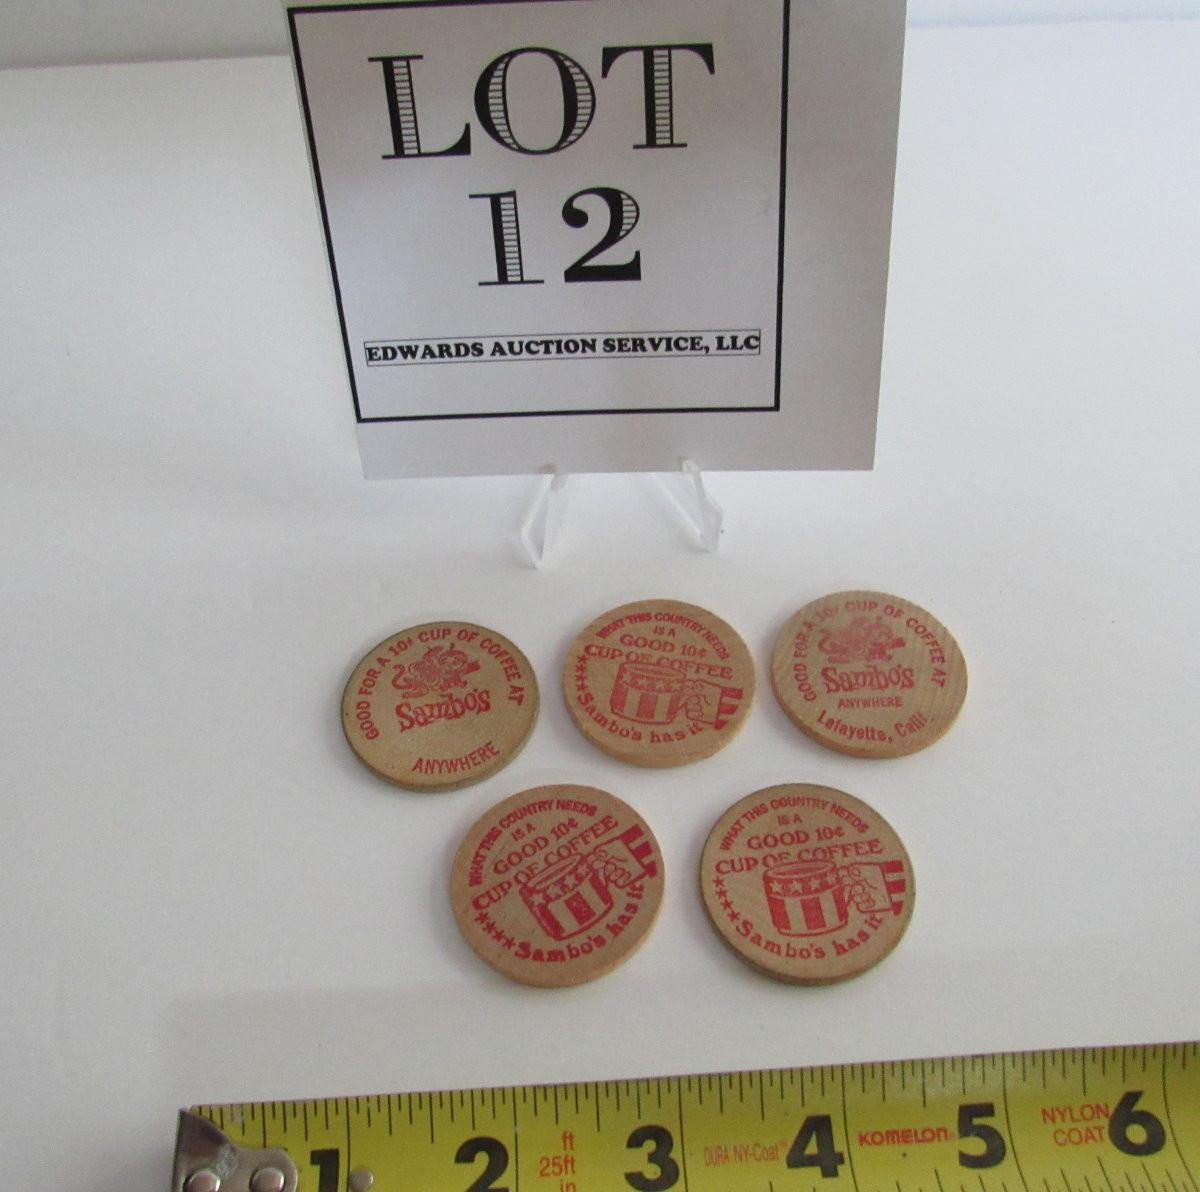 LOT
12
EDWARDS AUCTION SERVICE, LLC
GOOD FOR A 10¢ CUP OF COFFEE AT
Sambo's
ANYWHERE
WHAT THIS COUNTRY NEEDS
IS A
GOOD 10¢
CUP OF COFFEE
★★★★ Sambo's has it
GOOD FOR A 10¢ CUP OF COFFEE AT
Sambo's
ANYWHERE
Lafayette, Calif.
WHAT THIS COUNTRY NEEDS
IS A
GOOD 10¢
CUP OF COFFEE
★★★★ Sambo's has it
WHAT THIS COUNTRY NEEDS
IS A
GOOD 10¢
CUP OF COFFEE
★★★★ Sambo's has it
1 2 ft 25ft in 3 DURA NY-Coat™ 4 KOMELON® 5 NYLON COAT 6